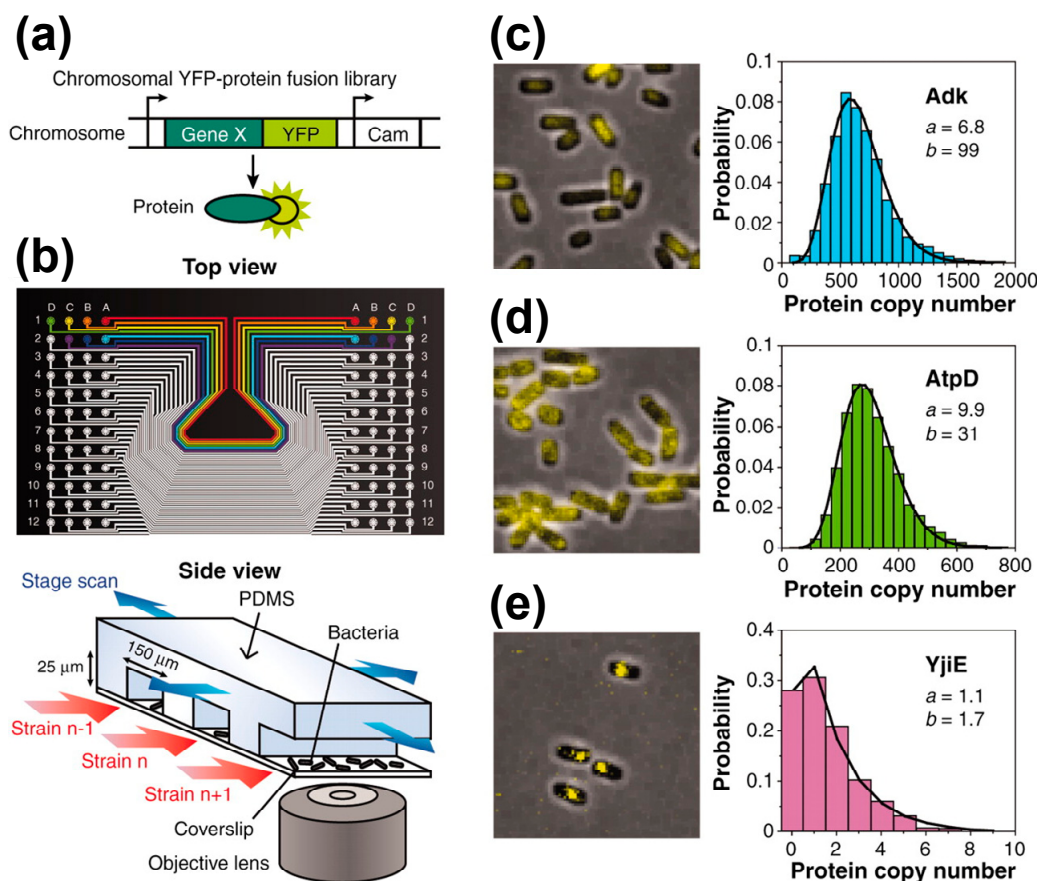 (a)
Chromosomal YFP-protein fusion library
Chromosome
Gene X
YFP
Cam
Protein
(b)
Top view
D C B A A B C D
1 1
2 2
3 3
4 4
5 5
6 6
7 7
8 8
9 9
10 10
11 11
12 12
Side view
Stage scan
PDMS
Bacteria
25 μm
150 μm
Strain n-1
Strain n
Strain n+1
Coverslip
Objective lens
(c)
Probability
0.1
0.08
0.06
0.04
0.02
0
Adk
a = 6.8
b = 99
500 1000 1500 2000
Protein copy number
(d)
Probability
0.1
0.08
0.06
0.04
0.02
0
AtpD
a = 9.9
b = 31
200 400 600 800
Protein copy number
(e)
Probability
0.4
0.3
0.2
0.1
0
YjiE
a = 1.1
b = 1.7
0 2 4 6 8 10
Protein copy number